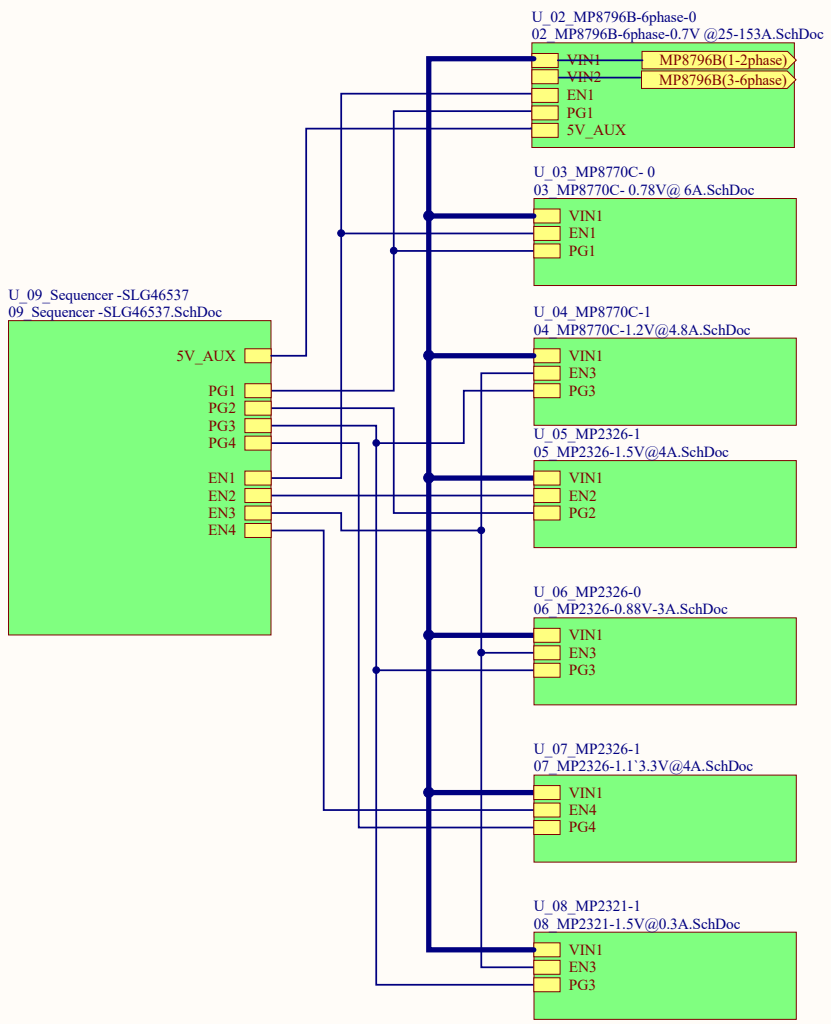 U_02_MP8796B-6phase-0
02_MP8796B-6phase-0.7V @25-153A.SchDoc
VIN1
MP8796B(1-2phase)
VIN2
MP8796B(3-6phase)
EN1
PG1
5V_AUX
U_03_MP8770C- 0
03_MP8770C- 0.78V@ 6A.SchDoc
VIN1
EN1
PG1
U_09_Sequencer -SLG46537
09_Sequencer -SLG46537.SchDoc
5V_AUX
PG1
PG2
PG3
PG4
EN1
EN2
EN3
EN4
U_04_MP8770C-1
04_MP8770C-1.2V@4.8A.SchDoc
VIN1
EN3
PG3
U_05_MP2326-1
05_MP2326-1.5V@4A.SchDoc
VIN1
EN2
PG2
U_06_MP2326-0
06_MP2326-0.88V-3A.SchDoc
VIN1
EN3
PG3
U_07_MP2326-1
07_MP2326-1.1`3.3V@4A.SchDoc
VIN1
EN4
PG4
U_08_MP2321-1
08_MP2321-1.5V@0.3A.SchDoc
VIN1
EN3
PG3